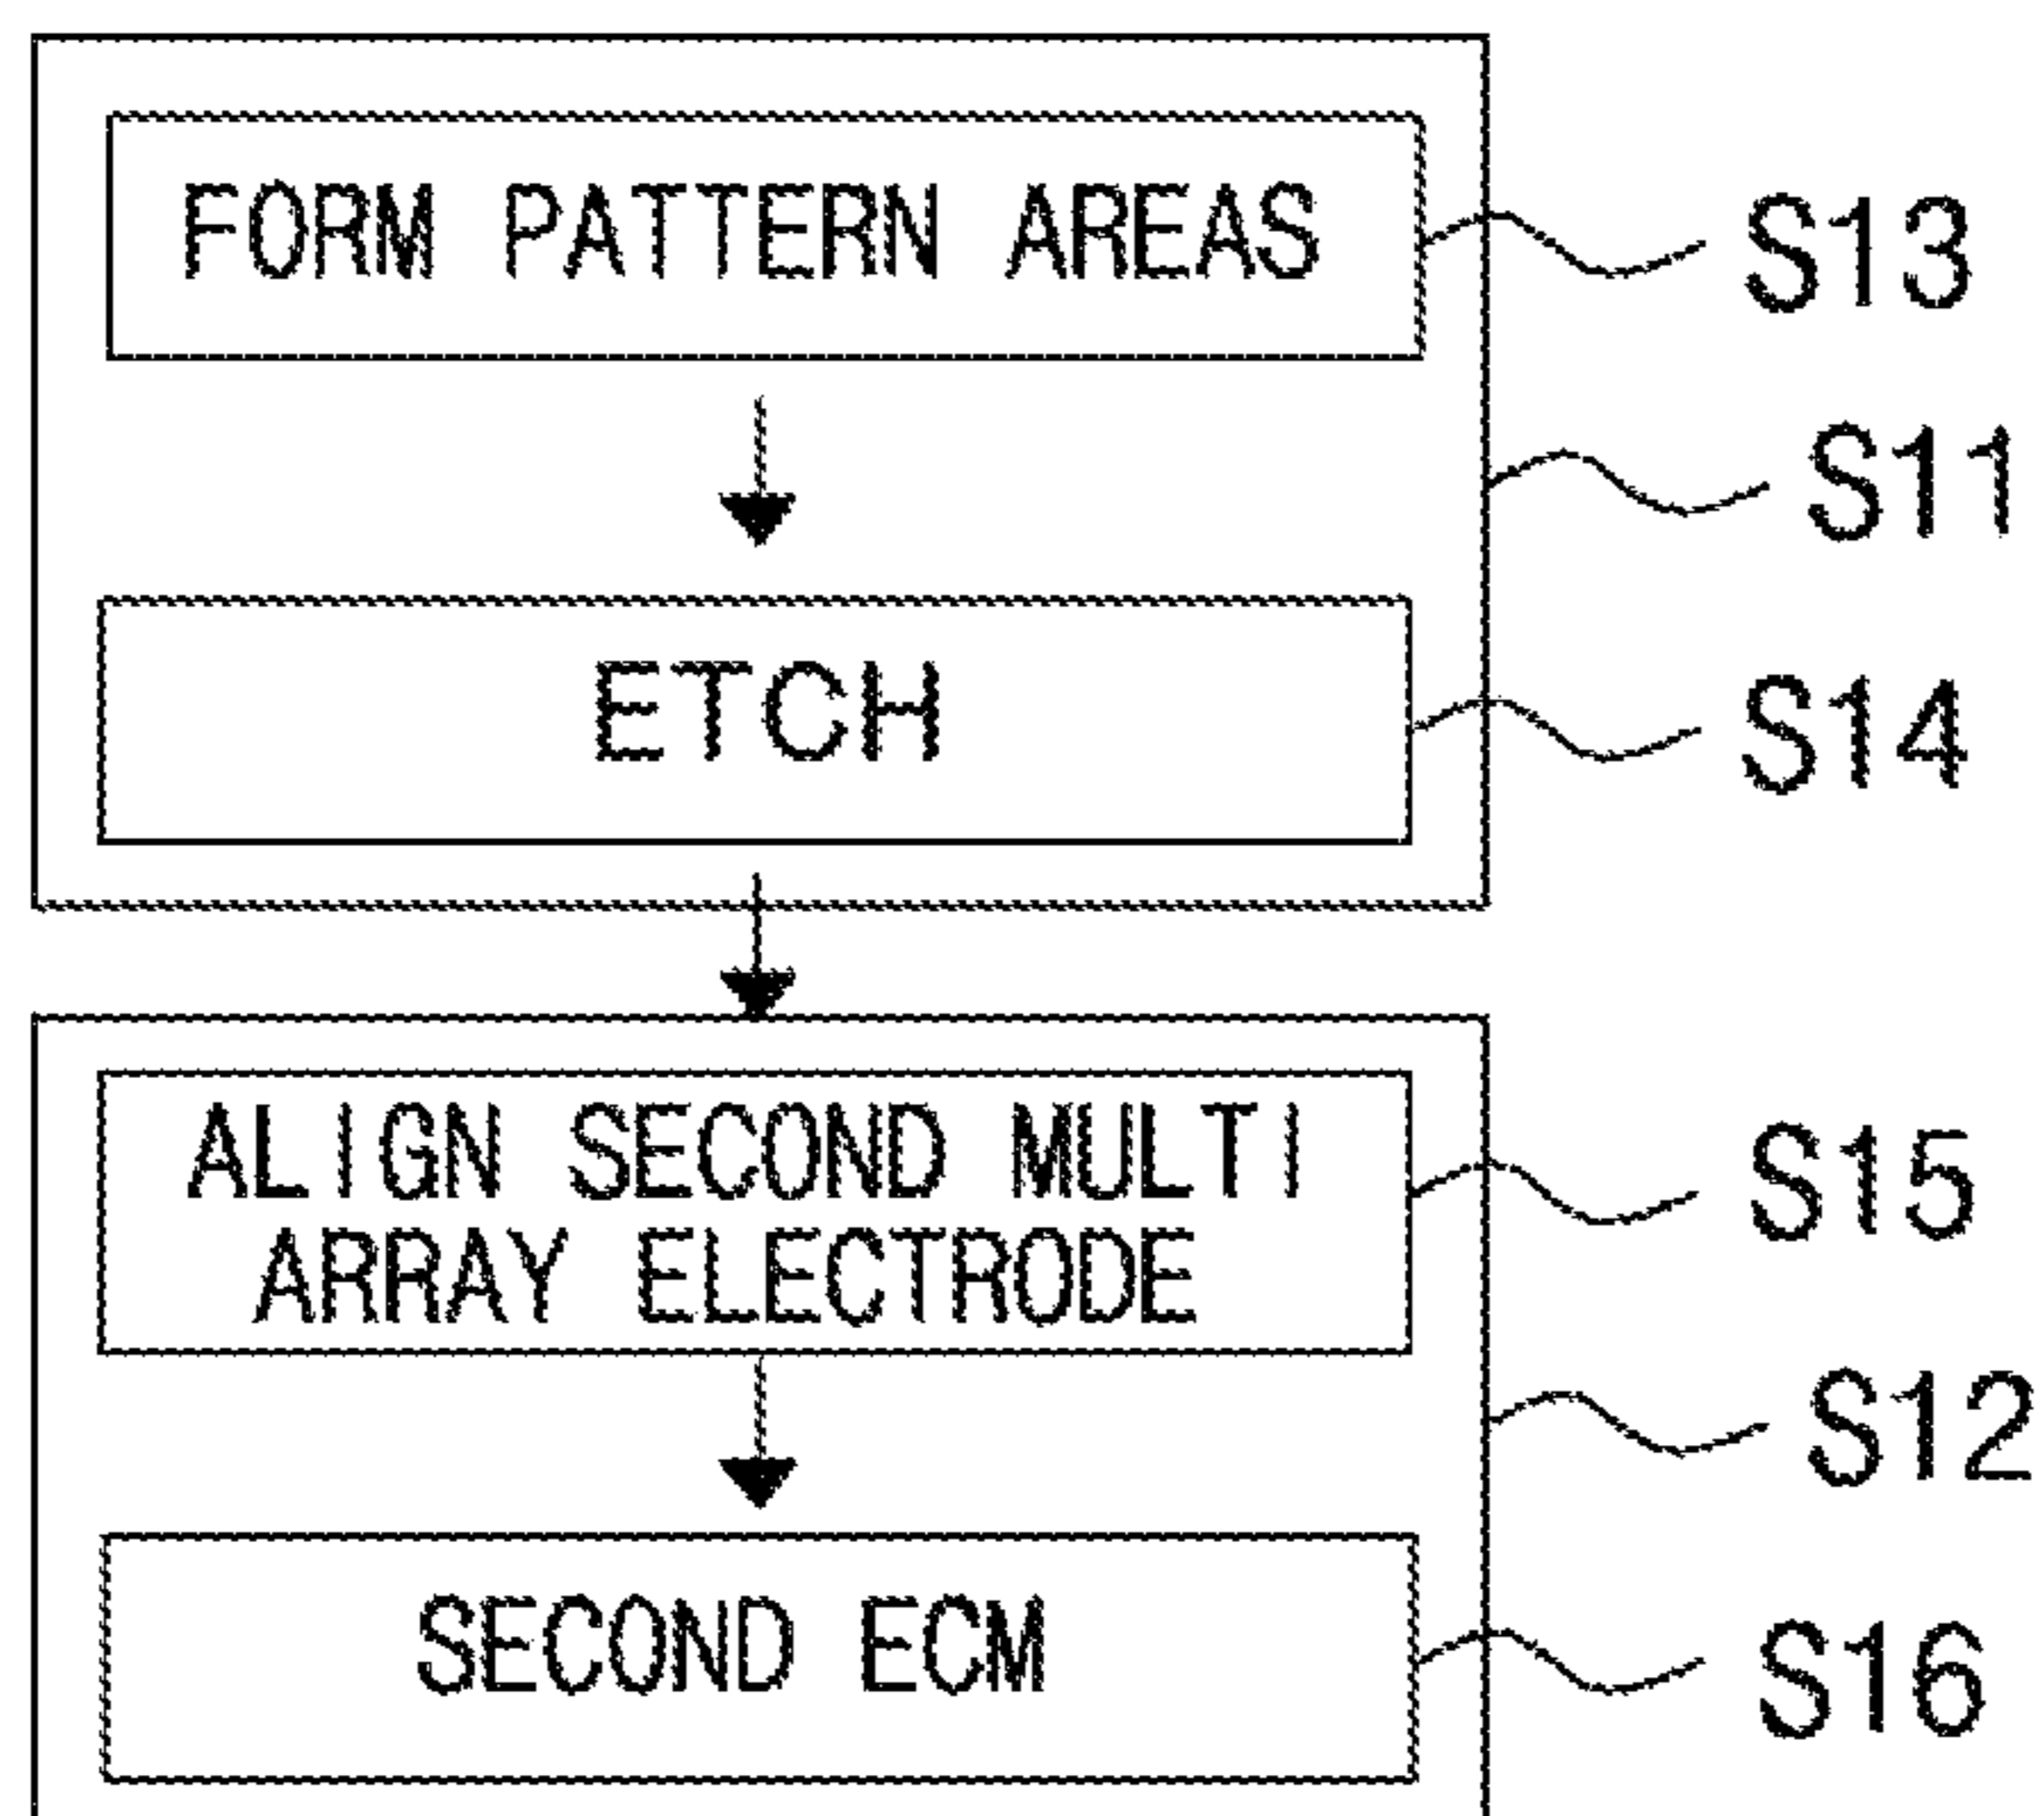 FORM PATTERN AREAS
S13
S11
ETCH
S14
ALIGN SECOND MULTI
ARRAY ELECTRODE
S15
S12
SECOND ECM
S16